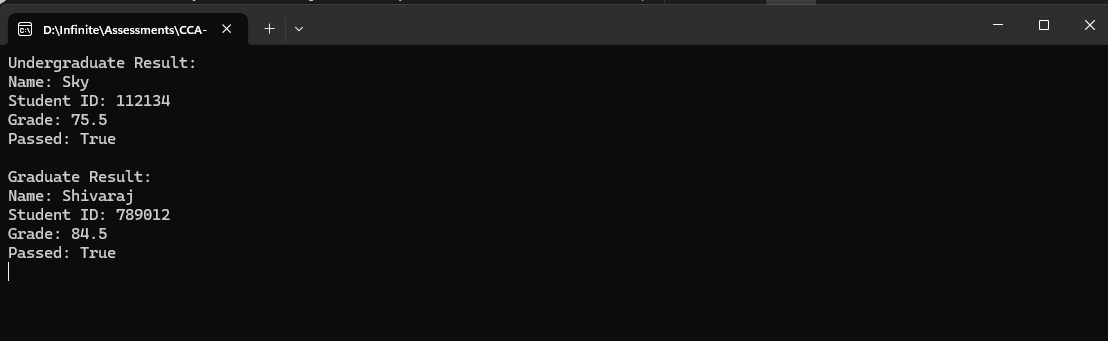 D:\Infinite\Assessments\CCA-
Undergraduate Result:
Name: Sky
Student ID: 112134
Grade: 75.5
Passed: True
Graduate Result:
Name: Shivaraj
Student ID: 789012
Grade: 84.5
Passed: True